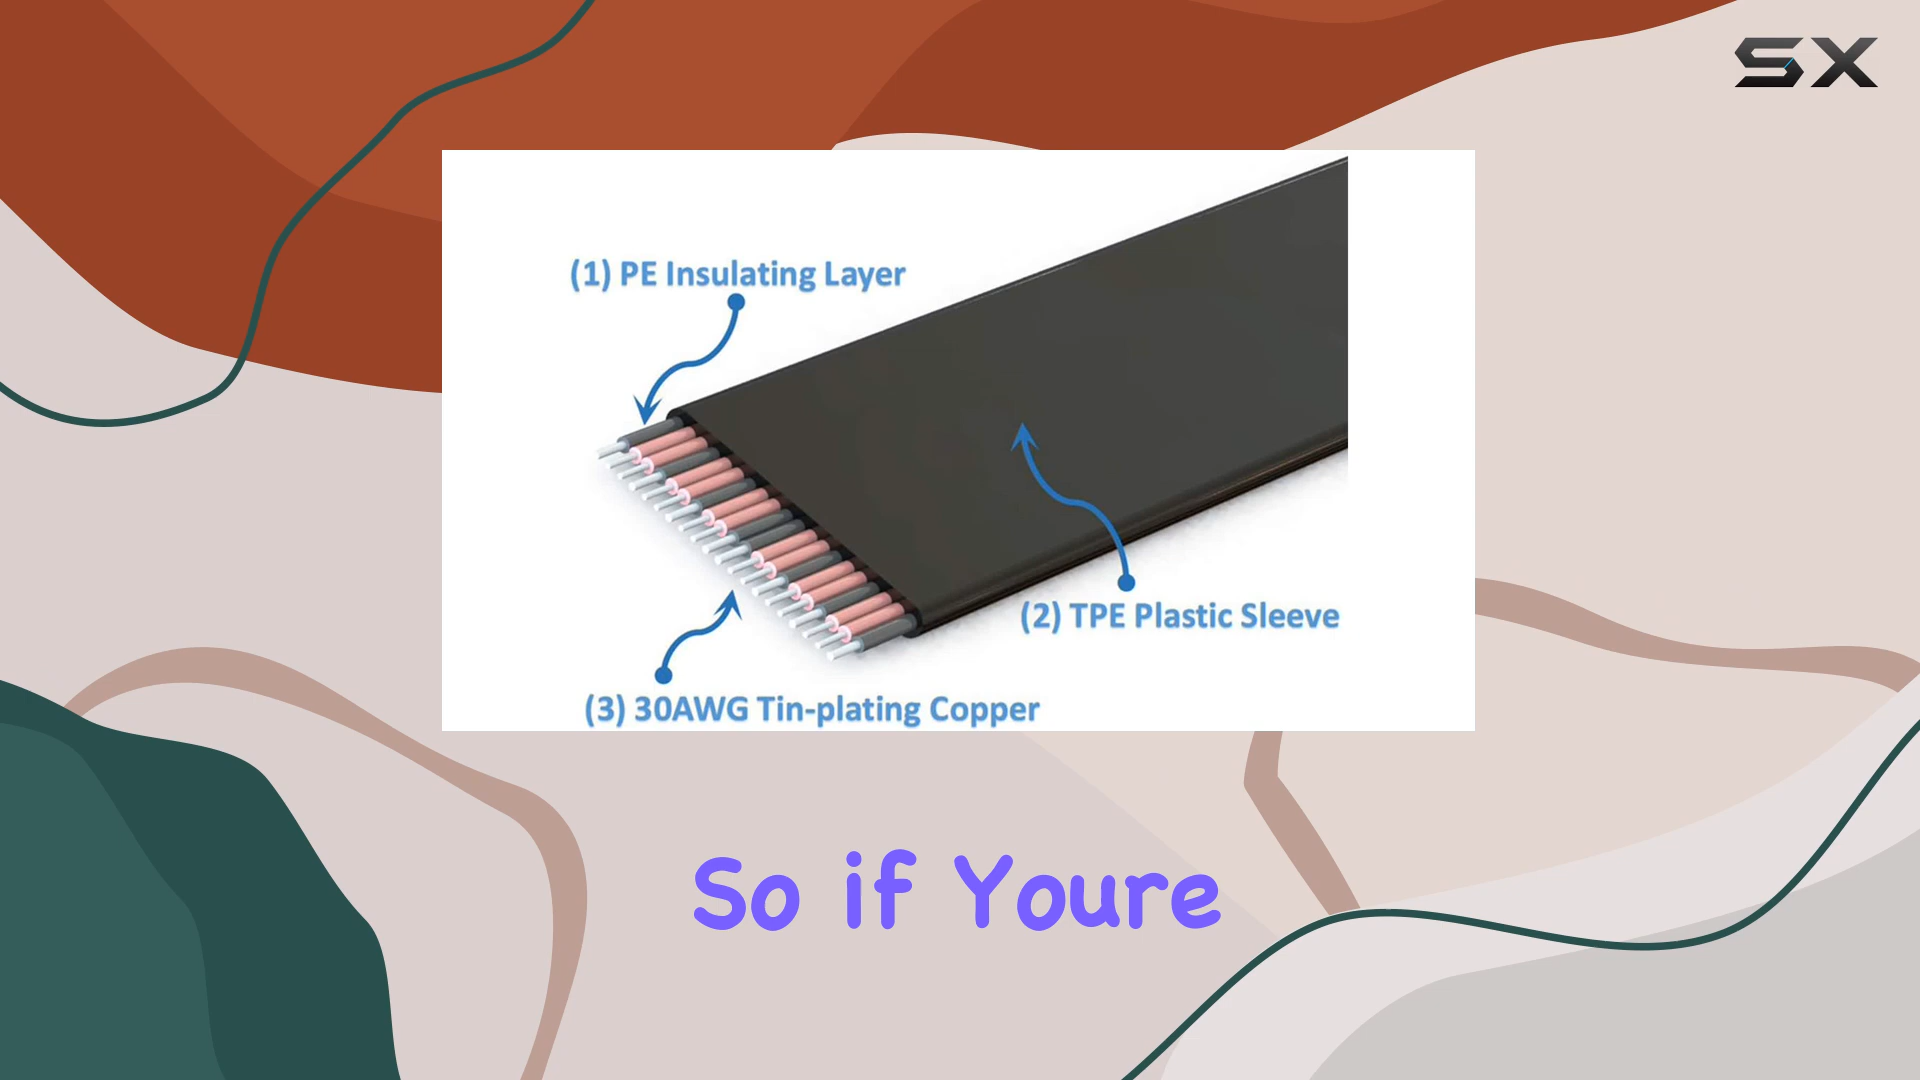 SX
(1) PE Insulating Layer
(2) TPE Plastic Sleeve
(3) 30AWG Tin-plating Copper
So if Youre